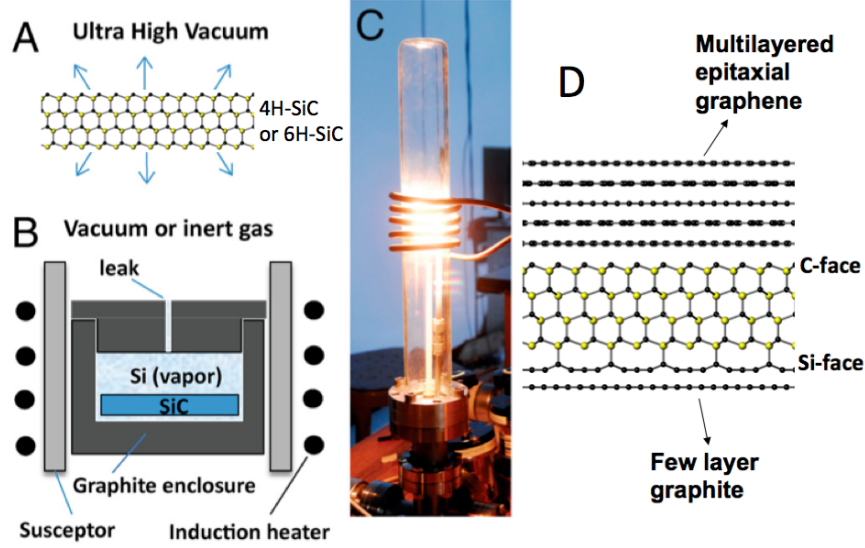 A
Ultra High Vacuum
4H-SiC
or 6H-SiC
B
Vacuum or inert gas
leak
Si (vapor)
SiC
Graphite enclosure
Susceptor
Induction heater
C
D
Multilayered
epitaxial
graphene
C-face
Si-face
Few layer
graphite